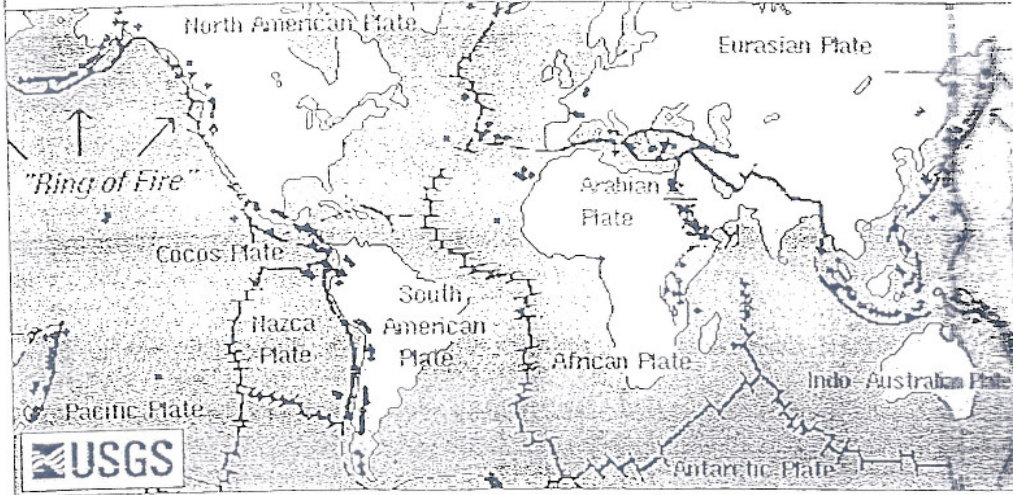 North American Plate
Eurasian Plate
"Ring of Fire"
Arabian
Plate
Cocos Plate
Nazca
Plate
South
American
Plate
African Plate
Indo-Australian Plate
Pacific Plate
Antarctic Plate
USGS